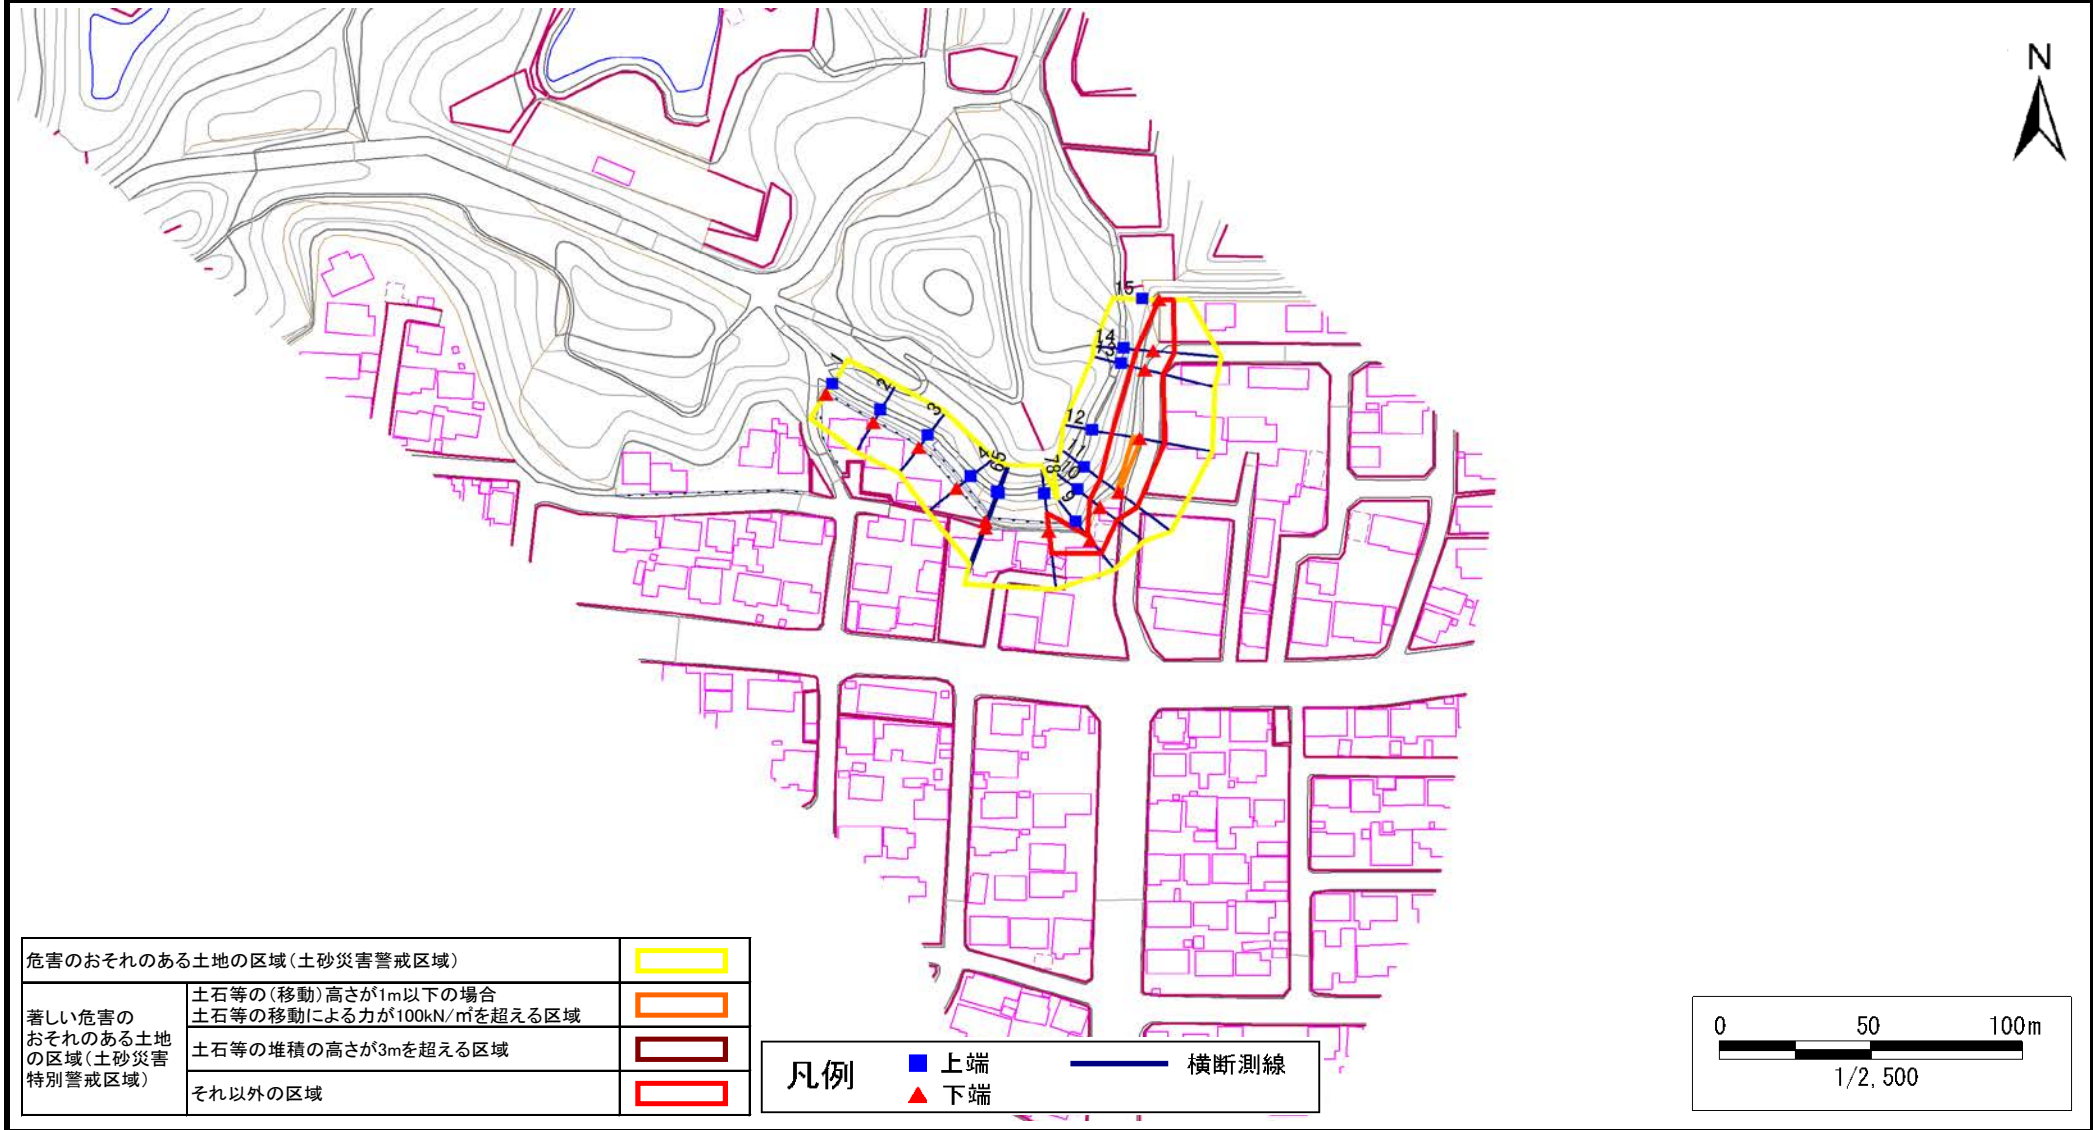 N
15
14
13
12
11
10
9
8
7
6
5
4
3
2
1
危害のおそれのある土地の区域(土砂災害警戒区域)
著しい危害の
おそれのある土地
の区域(土砂災害
特別警戒区域)
土石等の(移動)高さが1m以下の場合
土石等の移動による力が100kN/㎡を超える区域
土石等の堆積の高さが3mを超える区域
それ以外の区域
凡例
上端
下端
横断測線
0 50 100m
1/2,500